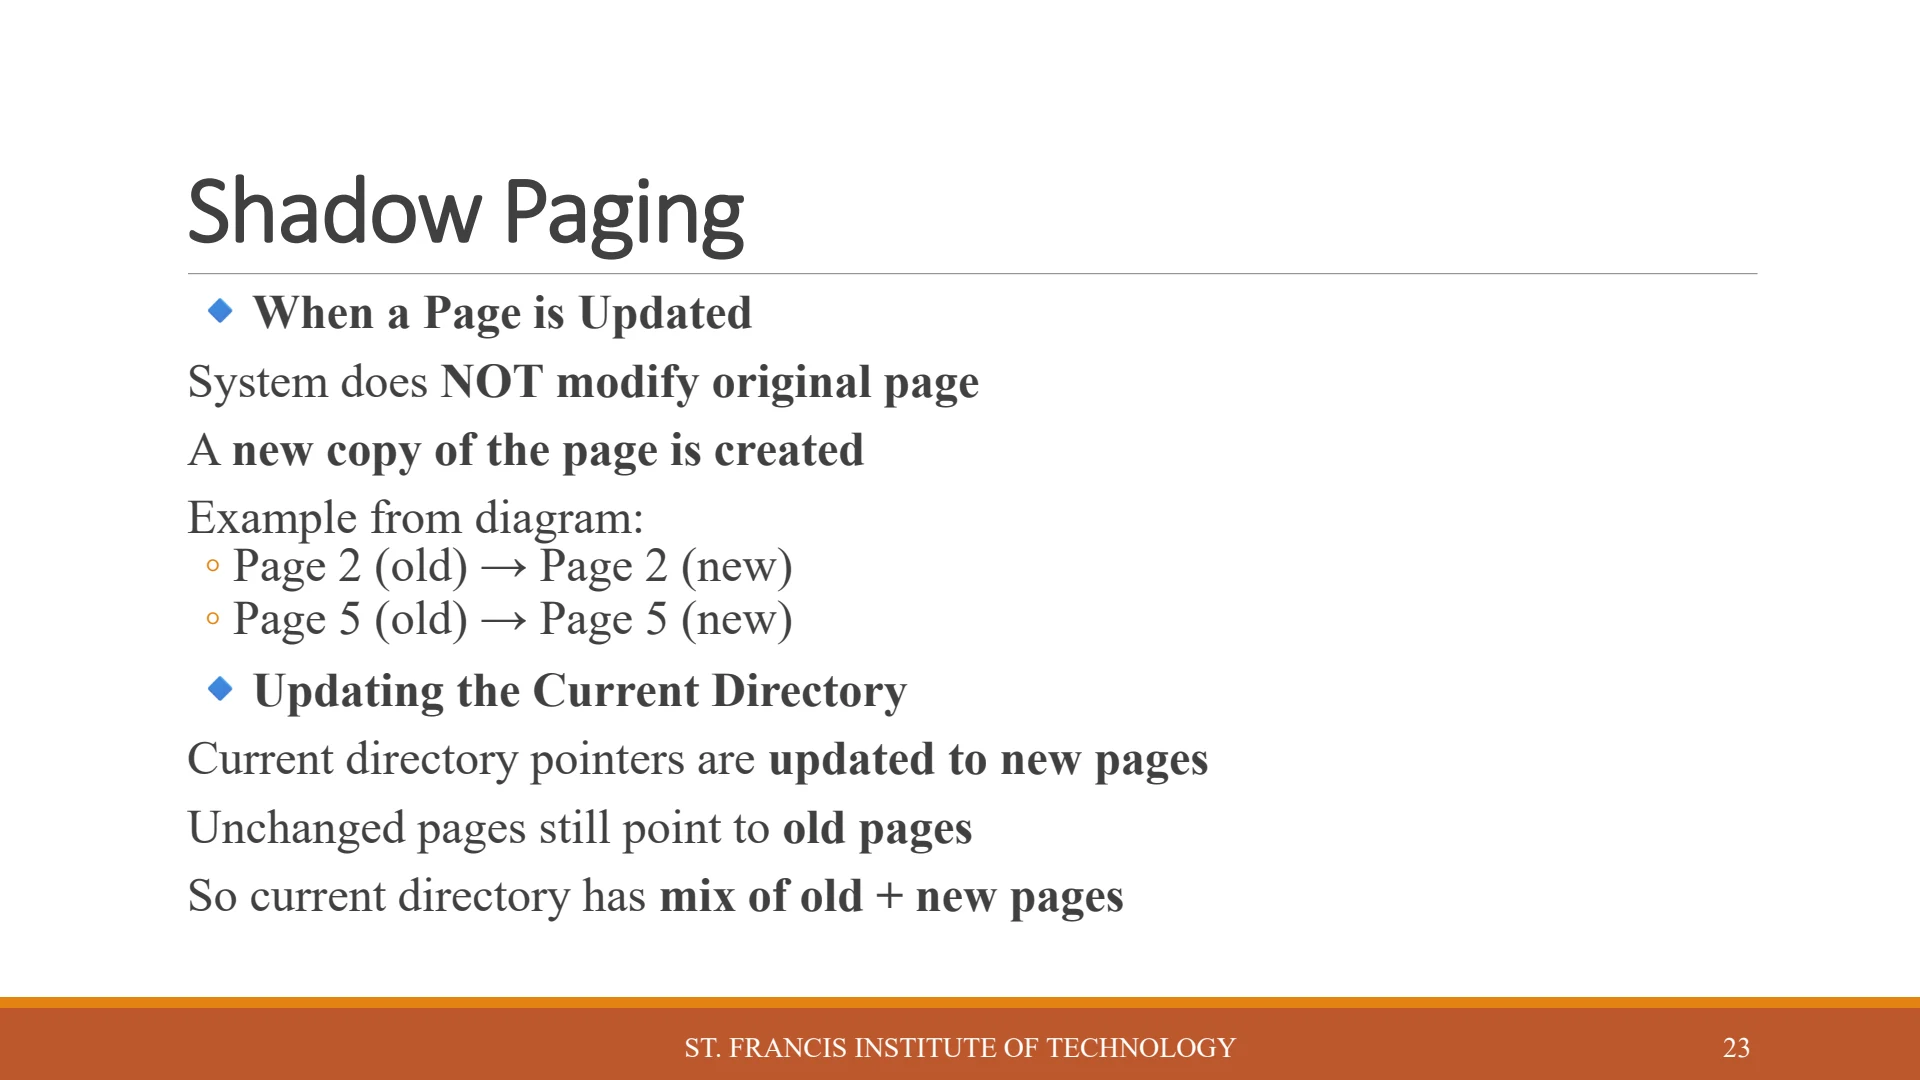 Shadow Paging
🔹 When a Page is Updated
System does NOT modify original page
A new copy of the page is created
Example from diagram:
◦ Page 2 (old) → Page 2 (new)
◦ Page 5 (old) → Page 5 (new)
🔹 Updating the Current Directory
Current directory pointers are updated to new pages
Unchanged pages still point to old pages
So current directory has mix of old + new pages
ST. FRANCIS INSTITUTE OF TECHNOLOGY
23